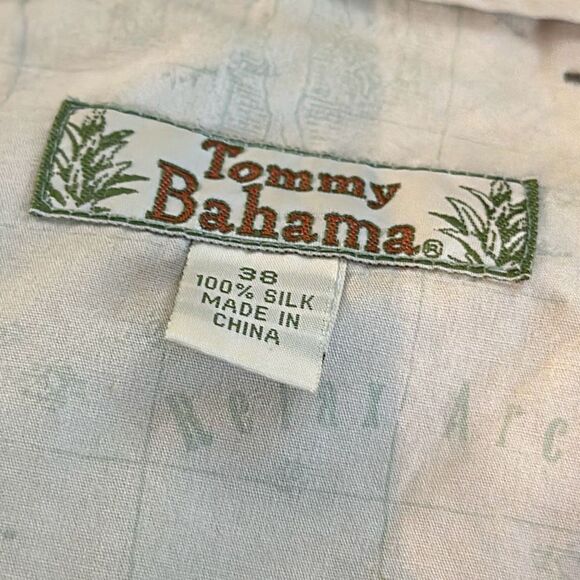 Tommy
Bahama®
38
100% SILK
MADE IN
CHINA